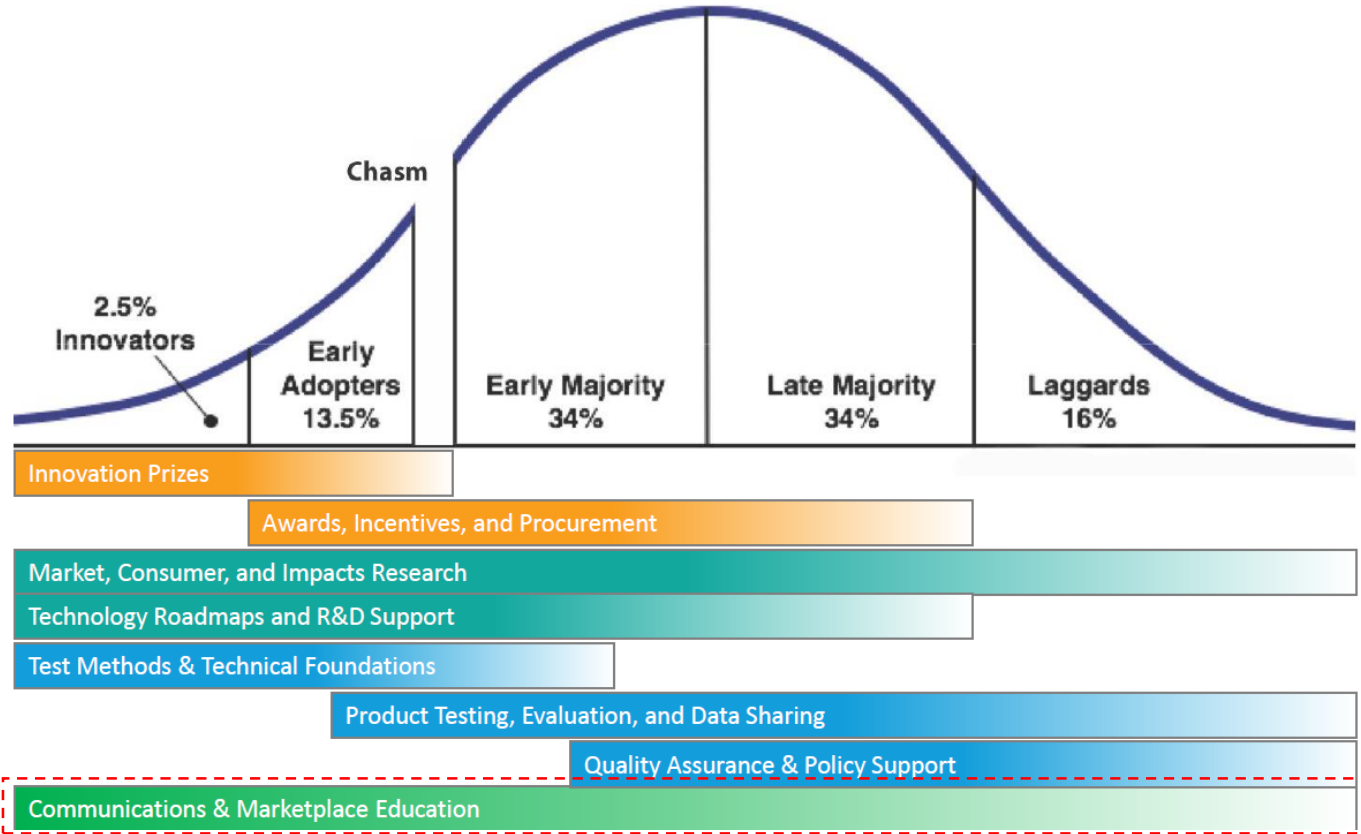 Chasm
2.5%
Innovators
Early
Adopters
13.5%
Early Majority
34%
Late Majority
34%
Laggards
16%
Innovation Prizes
Awards, Incentives, and Procurement
Market, Consumer, and Impacts Research
Technology Roadmaps and R&D Support
Test Methods & Technical Foundations
Product Testing, Evaluation, and Data Sharing
Quality Assurance & Policy Support
Communications & Marketplace Education